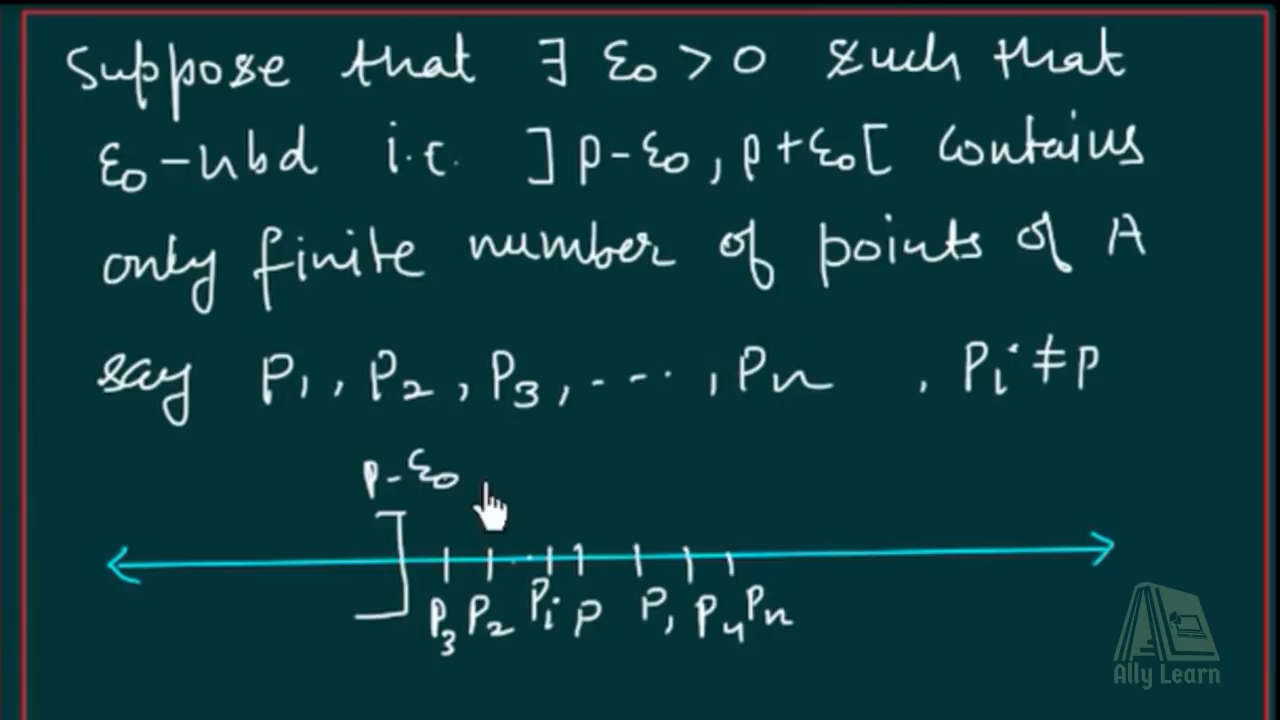 Suppose that ∃ ε₀ > 0 such that
ε₀-nbd i.e. ]p-ε₀, p+ε₀[ contains
only finite number of points of A
say P₁, P₂, P₃, - - - -, Pₙ , Pᵢ ≠ p
p-ε₀
]
P₃ P₂ Pᵢ p P₁ P₄ Pₙ
Ally Learn